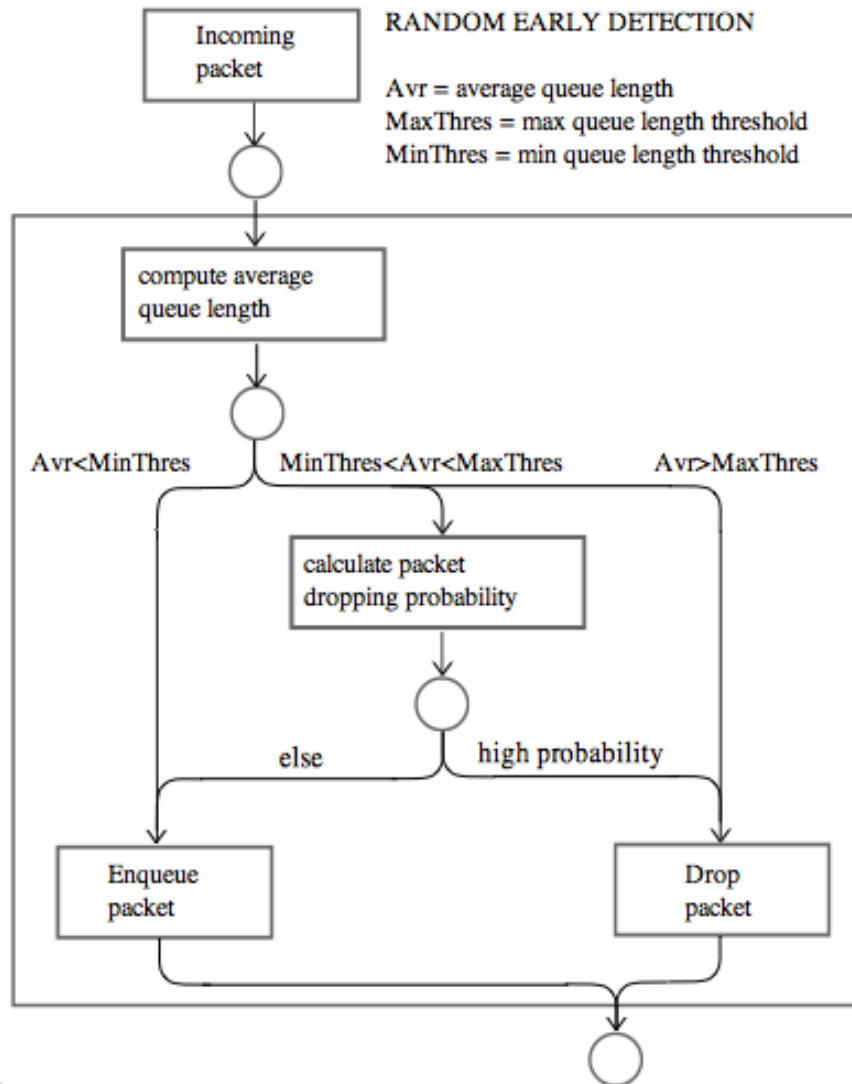 Incoming
packet
RANDOM EARLY DETECTION
Avr = average queue length
MaxThres = max queue length threshold
MinThres = min queue length threshold
compute average
queue length
Avr<MinThres
MinThres<Avr<MaxThres
Avr>MaxThres
calculate packet
dropping probability
else
high probability
Enqueue
packet
Drop
packet